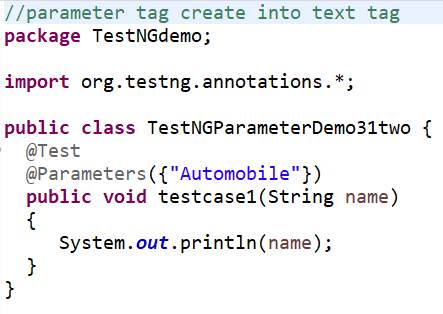 //parameter tag create into text tag
package TestNGdemo;
import org.testng.annotations.*;
public class TestNGParameterDemo31two {
@Test
@Parameters({"Automobile"})
public void testcase1(String name)
{
System.out.println(name);
}
}